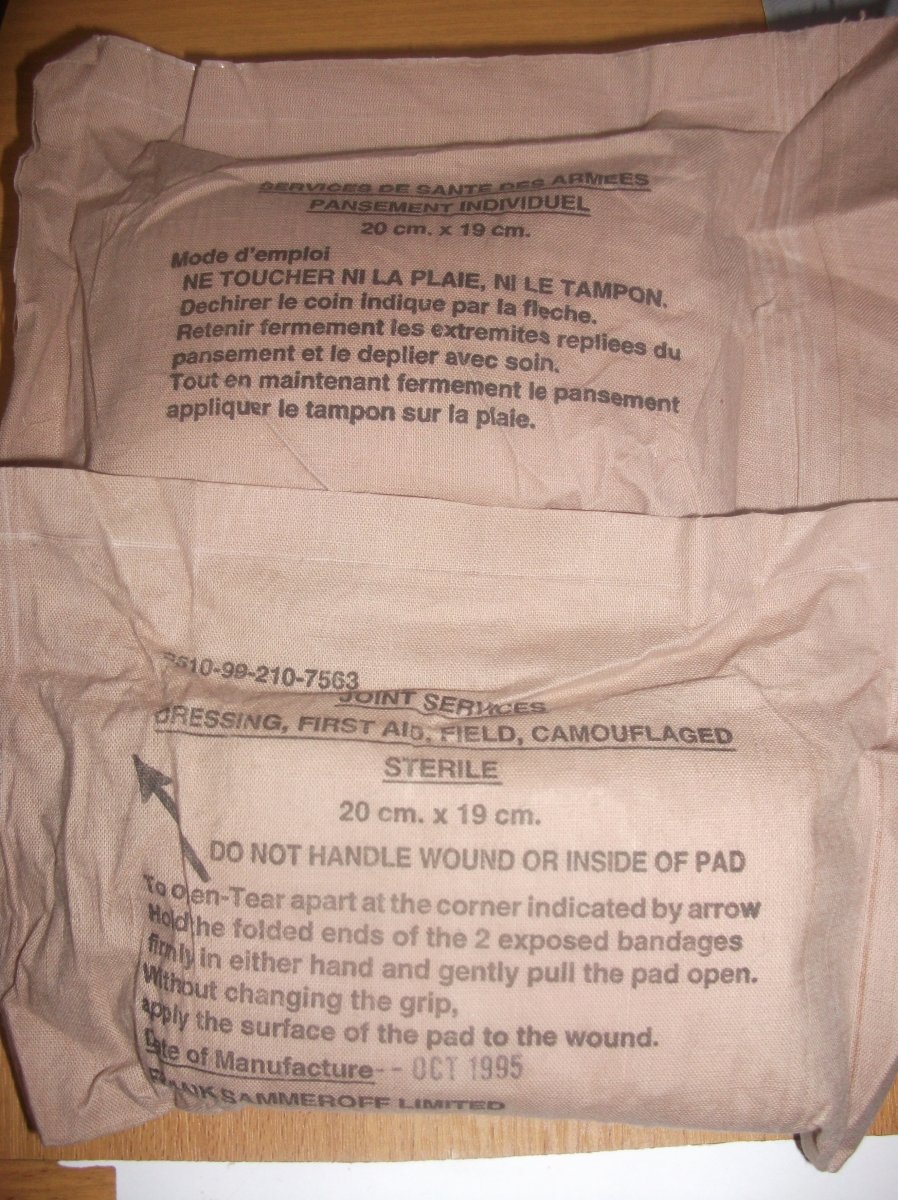 SERVICES DE SANTE DES ARMEES
PANSEMENT INDIVIDUEL
20 cm. x 19 cm.
Mode d'emploi
NE TOUCHER NI LA PLAIE, NI LE TAMPON.
Dechirer le coin indique par la fleche.
Retenir fermement les extremites repliees du
pansement et le deplier avec soin.
Tout en maintenant fermement le pansement
appliquer le tampon sur la plaie.
6510-99-210-7563
JOINT SERVICES
DRESSING, FIRST AID, FIELD, CAMOUFLAGED
STERILE
20 cm. x 19 cm.
DO NOT HANDLE WOUND OR INSIDE OF PAD
To open-Tear apart at the corner indicated by arrow
Hold the folded ends of the 2 exposed bandages
firmly in either hand and gently pull the pad open.
Without changing the grip,
apply the surface of the pad to the wound.
Date of Manufacture-- OCT 1995
FRANK SAMMEROFF LIMITED